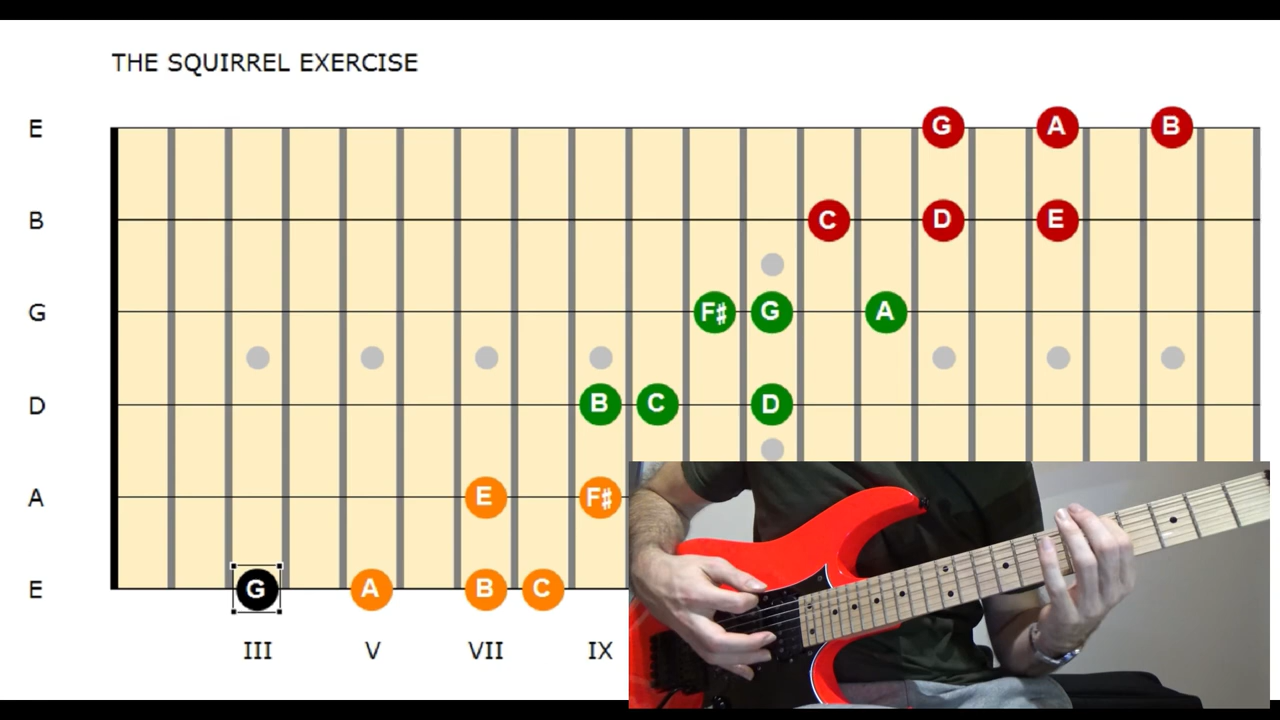 THE SQUIRREL EXERCISE
E G A B
B C D E
G F♯ G A
D B C D
A E F♯
E G A B C
III V VII IX